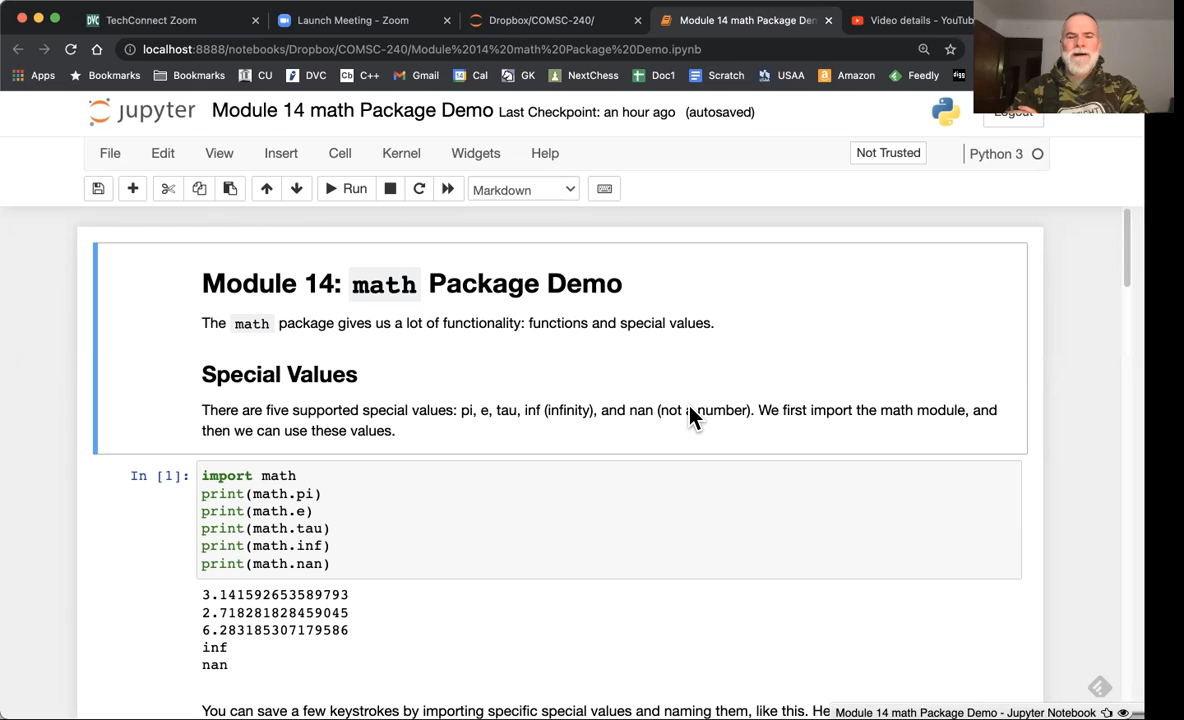 TechConnect Zoom
Launch Meeting - Zoom
Dropbox/COMSC-240/
Module 14 math Package Den
Video details - YouTub
localhost:8888/notebooks/Dropbox/COMSC-240/Module%2014%20math%20Package%20Demo.ipynb
Apps Bookmarks Bookmarks CU DVC Cb C++ Gmail Cal GK NextChess Doc1 Scratch USAA Amazon Feedly digg
jupyter Module 14 math Package Demo Last Checkpoint: an hour ago (autosaved)
Logout
File Edit View Insert Cell Kernel Widgets Help Not Trusted Python 3
Run Markdown
Module 14: math Package Demo
The math package gives us a lot of functionality: functions and special values.
Special Values
There are five supported special values: pi, e, tau, inf (infinity), and nan (not a number). We first import the math module, and
then we can use these values.
In [1]: import math
print(math.pi)
print(math.e)
print(math.tau)
print(math.inf)
print(math.nan)
3.141592653589793
2.718281828459045
6.283185307179586
inf
nan
You can save a few keystrokes by importing specific special values and naming them, like this. He
Module 14 math Package Demo - Jupyter Notebook